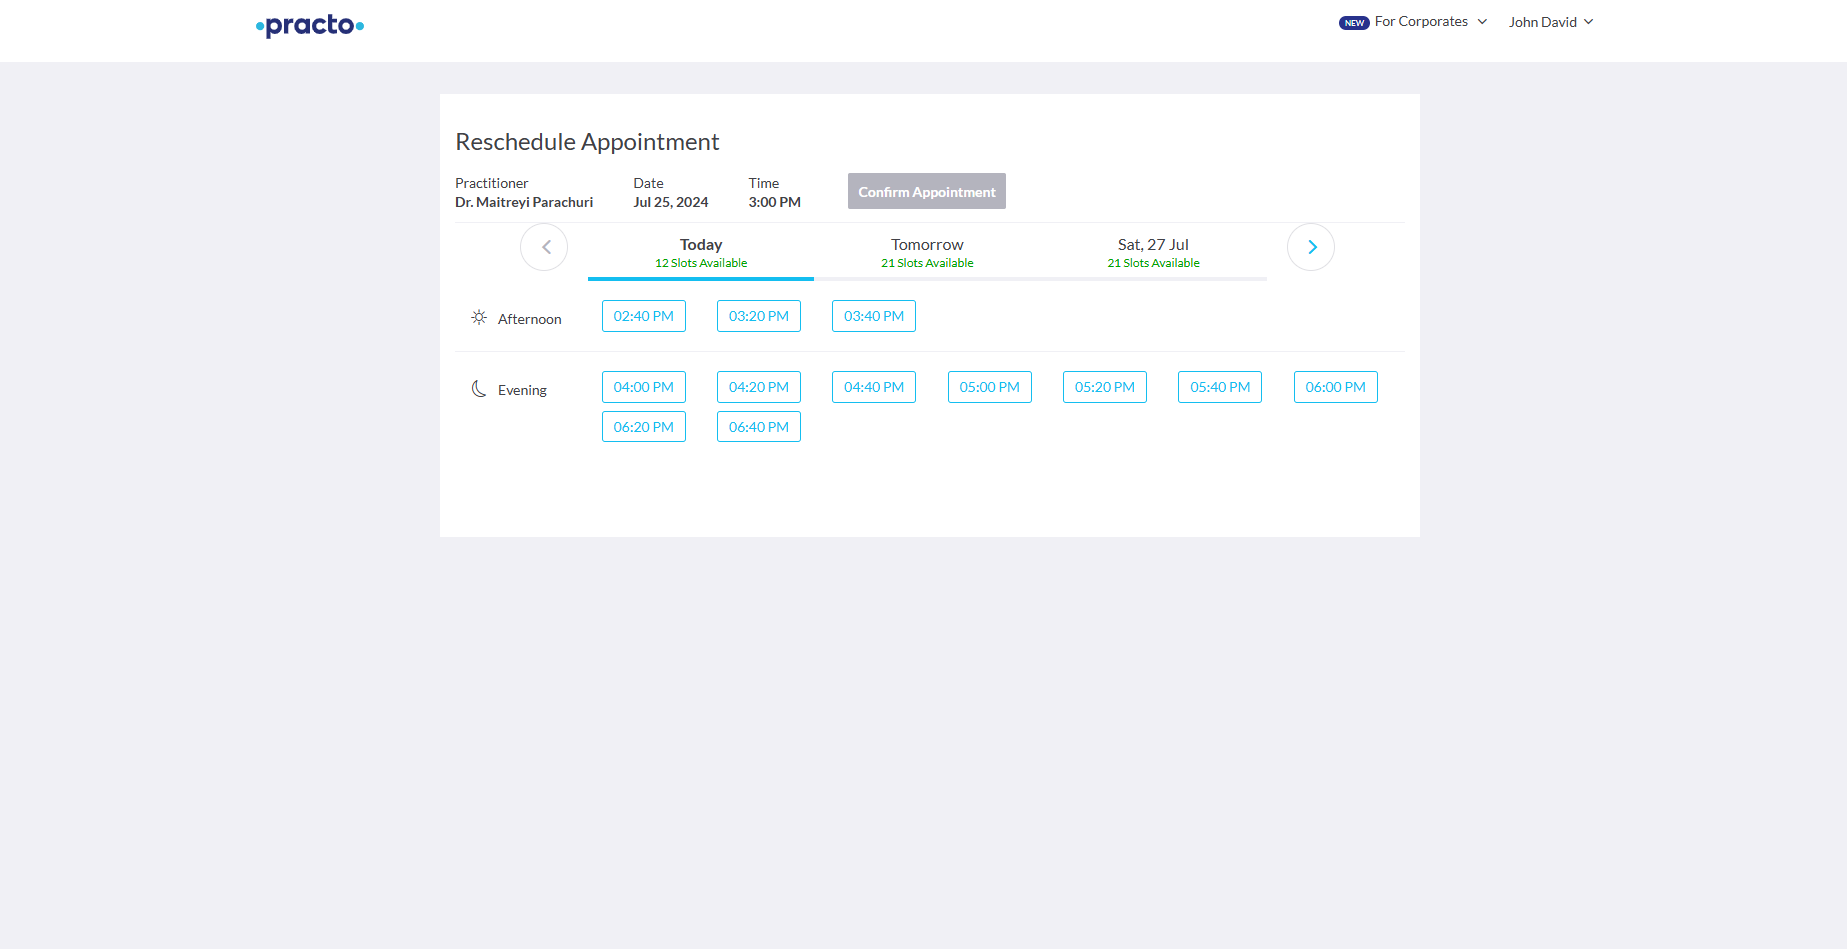 practo
NEW For Corporates John David
Reschedule Appointment
Practitioner Date Time
Dr. Maitreyi Parachuri Jul 25, 2024 3:00 PM
Confirm Appointment
Today Tomorrow Sat, 27 Jul
12 Slots Available 21 Slots Available 21 Slots Available
Afternoon 02:40 PM 03:20 PM 03:40 PM
Evening 04:00 PM 04:20 PM 04:40 PM 05:00 PM 05:20 PM 05:40 PM 06:00 PM
06:20 PM 06:40 PM